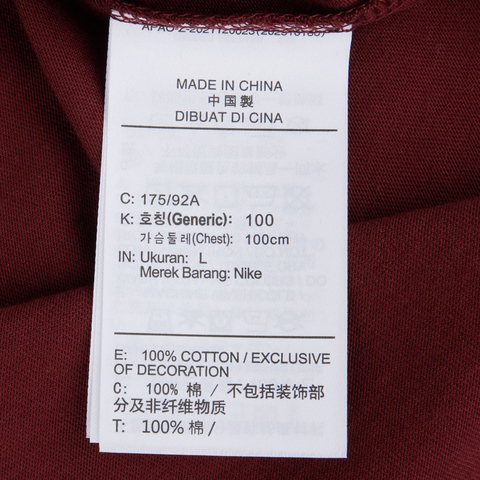 MADE IN CHINA
中国製
DIBUAT DI CINA
C: 175/92A
K: 호칭(Generic): 100
가슴둘레(Chest): 100cm
IN: Ukuran: L
Merek Barang: Nike
E: 100% COTTON / EXCLUSIVE
OF DECORATION
C: 100% 棉 / 不包括装饰部
分及非纤维物质
T: 100% 棉 /